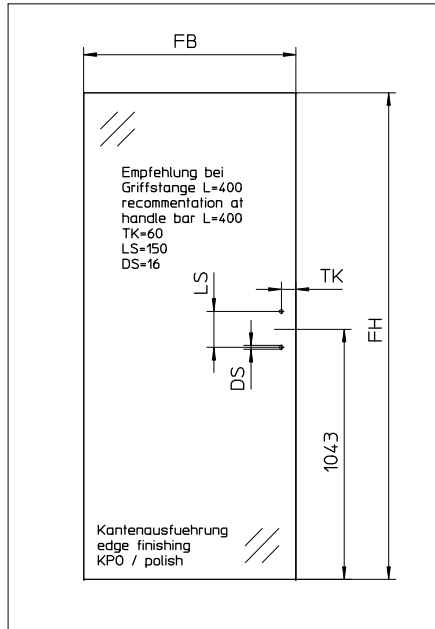 FB
Empfehlung bei
Griffstange L=400
recommentation at
handle bar L=400
TK=60
LS=150
DS=16
TK
LS
DS
FH
1043
Kantenausfuehrung
edge finishing
KPO / polish